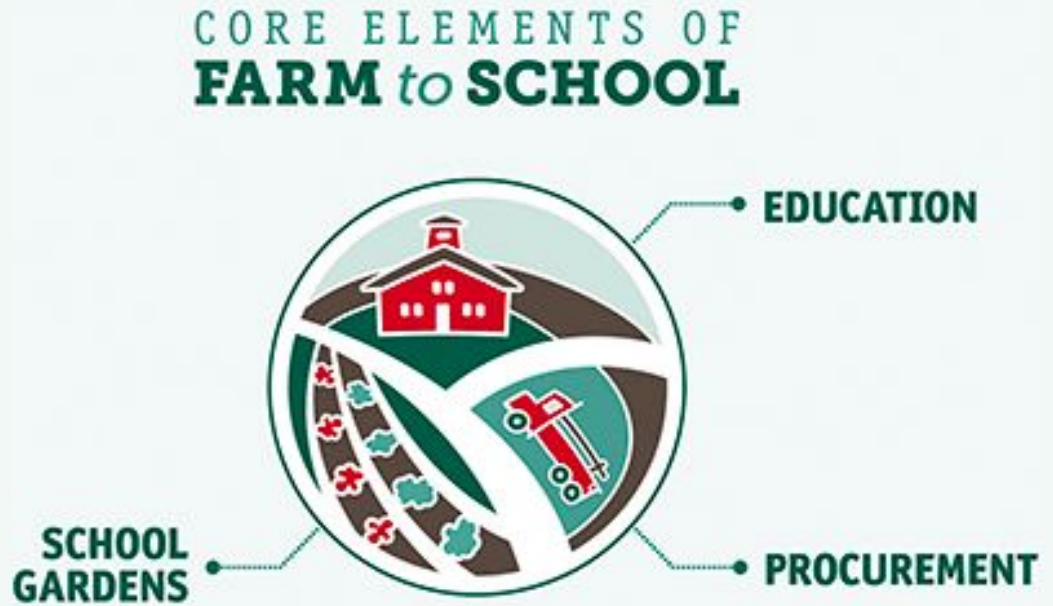 CORE ELEMENTS OF
FARM to SCHOOL
EDUCATION
SCHOOL
GARDENS
PROCUREMENT